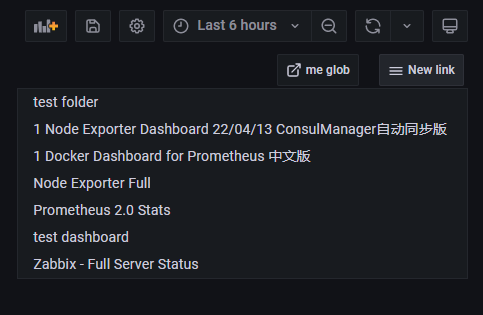 Last 6 hours
me glob
New link
test folder
1 Node Exporter Dashboard 22/04/13 ConsulManager自动同步版
1 Docker Dashboard for Prometheus 中文版
Node Exporter Full
Prometheus 2.0 Stats
test dashboard
Zabbix - Full Server Status